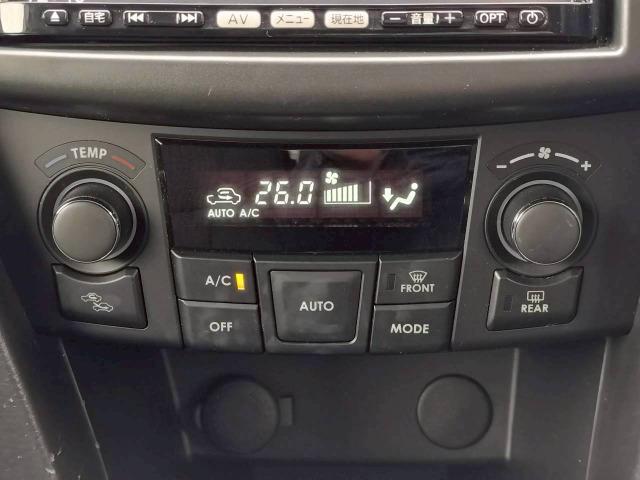 自宅 AV メニュー 現在地 − 音量 + OPT
TEMP
− +
26.0
AUTO A/C
A/C
AUTO
FRONT
REAR
OFF
MODE